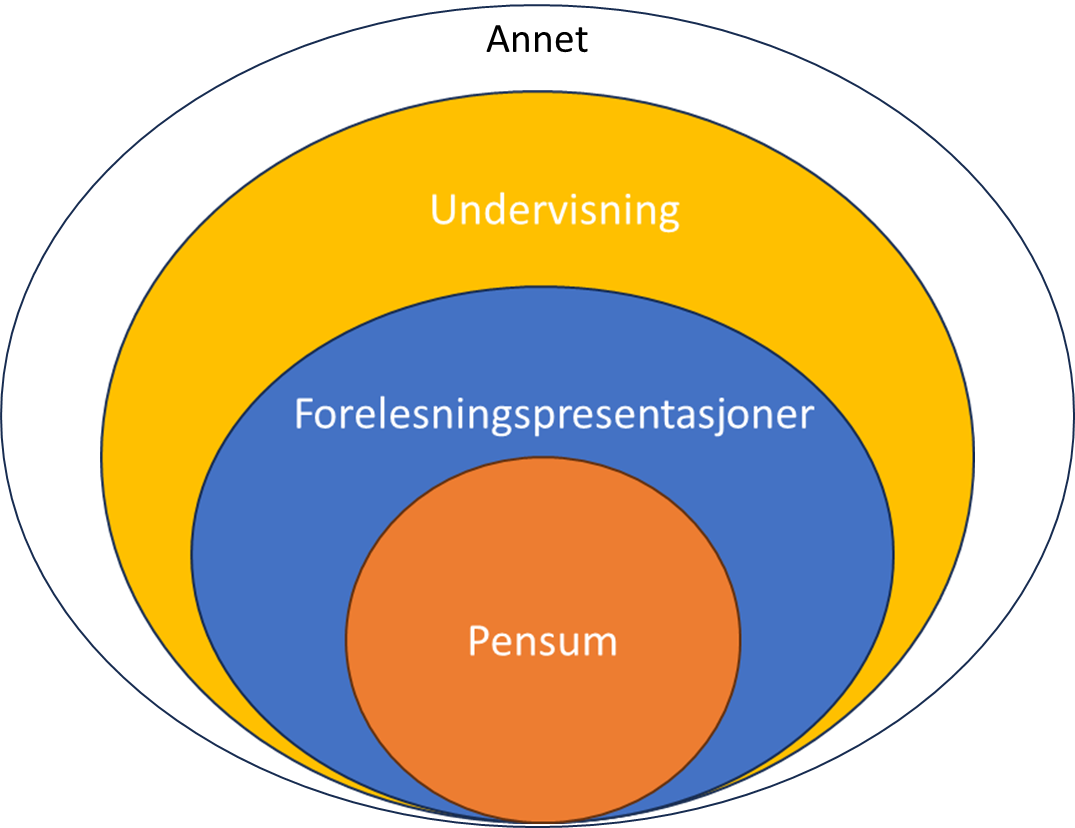 Annet
Undervisning
Forelesningspresentasjoner
Pensum